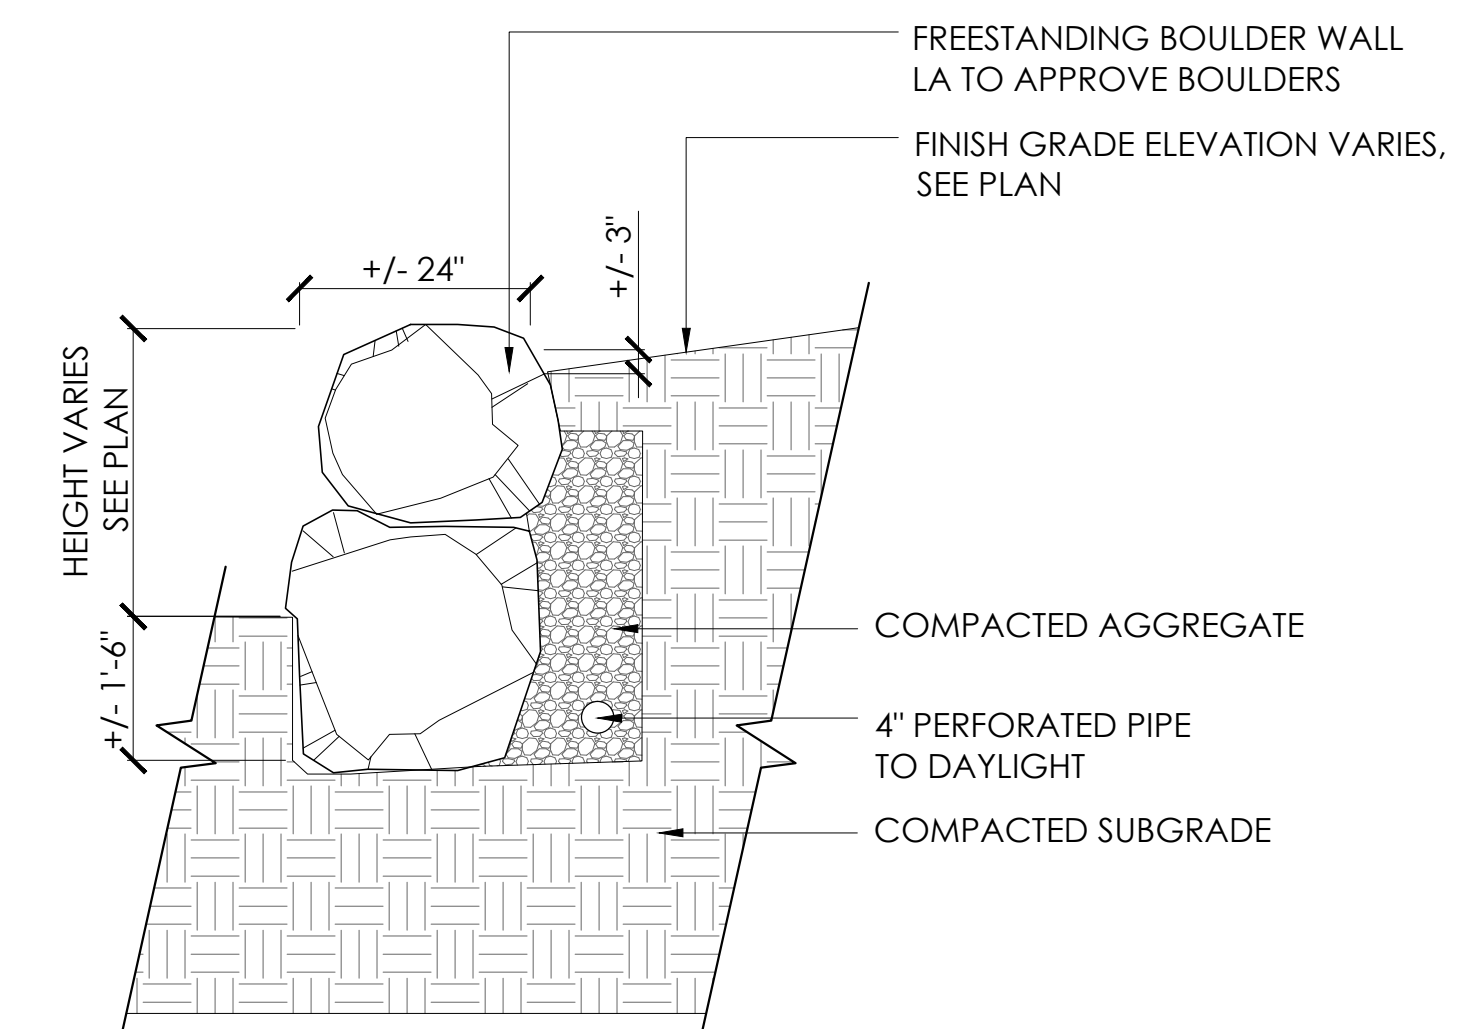 FREESTANDING BOULDER WALL
LA TO APPROVE BOULDERS
FINISH GRADE ELEVATION VARIES,
SEE PLAN
+/- 3"
+/- 24"
HEIGHT VARIES
SEE PLAN
+/- 1'-6"
COMPACTED AGGREGATE
4" PERFORATED PIPE
TO DAYLIGHT
COMPACTED SUBGRADE